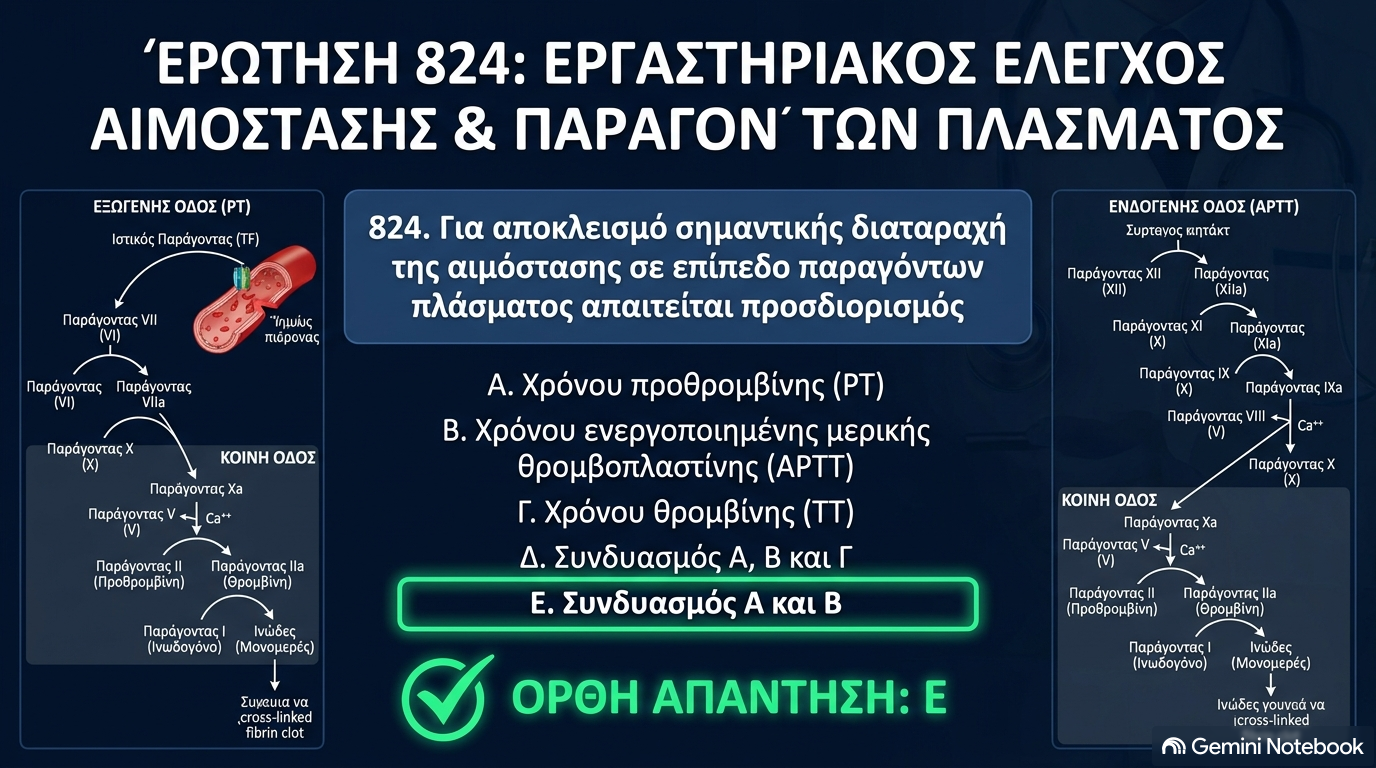 ΄ΕΡΩΤΗΣΗ 824: ΕΡΓΑΣΤΗΡΙΑΚΟΣ ΕΛΕΓΧΟΣ
ΑΙΜΟΣΤΑΣΗΣ & ΠΑΡΑΓΟΝ΄ ΤΩΝ ΠΛΑΣΜΑΤΟΣ
ΕΞΩΓΕΝΗΣ ΟΔΟΣ (PT)
Ιστικός Παράγοντας (TF)
Παράγοντας VII
(VI)
Παράγοντας
(VI)
Παράγοντας
VIIa
Παράγοντας X
(X)
ΚΟΙΝΗ ΟΔΟΣ
Παράγοντας Xa
Παράγοντας V
(V)
Ca⁺⁺
Παράγοντας II
(Προθρομβίνη)
Παράγοντας IIa
(Θρομβίνη)
Παράγοντας I
(Ινωδογόνο)
Ινώδες
(Μονομερές)
να
cross-linked
fibrin clot
824. Για αποκλεισμό σημαντικής διαταραχή
της αιμόστασης σε επίπεδο παραγόντων
πλάσματος απαιτείται προσδιορισμός
Α. Χρόνου προθρομβίνης (PT)
Β. Χρόνου ενεργοποιημένης μερικής
θρομβοπλαστίνης (APTT)
Γ. Χρόνου θρομβίνης (TT)
Δ. Συνδυασμός Α, Β και Γ
Ε. Συνδυασμός Α και Β
ΟΡΘΗ ΑΠΑΝΤΗΣΗ: Ε
ΕΝΔΟΓΕΝΗΣ ΟΔΟΣ (APTT)
Παράγοντας XII
(XII)
Παράγοντας
(XIIa)
Παράγοντας XI
(X)
Παράγοντας
(XIa)
Παράγοντας IX
(X)
Παράγοντας IXa
Παράγοντας VIII
(V)
Ca⁺⁺
Παράγοντας X
(X)
ΚΟΙΝΗ ΟΔΟΣ
Παράγοντας Xa
Παράγοντας V
(V)
Ca⁺⁺
Παράγοντας II
(Προθρομβίνη)
Παράγοντας IIa
(Θρομβίνη)
Παράγοντας I
(Ινωδογόνο)
Ινώδες
(Μονομερές)
Ινώδες να
cross-linked
Gemini Notebook